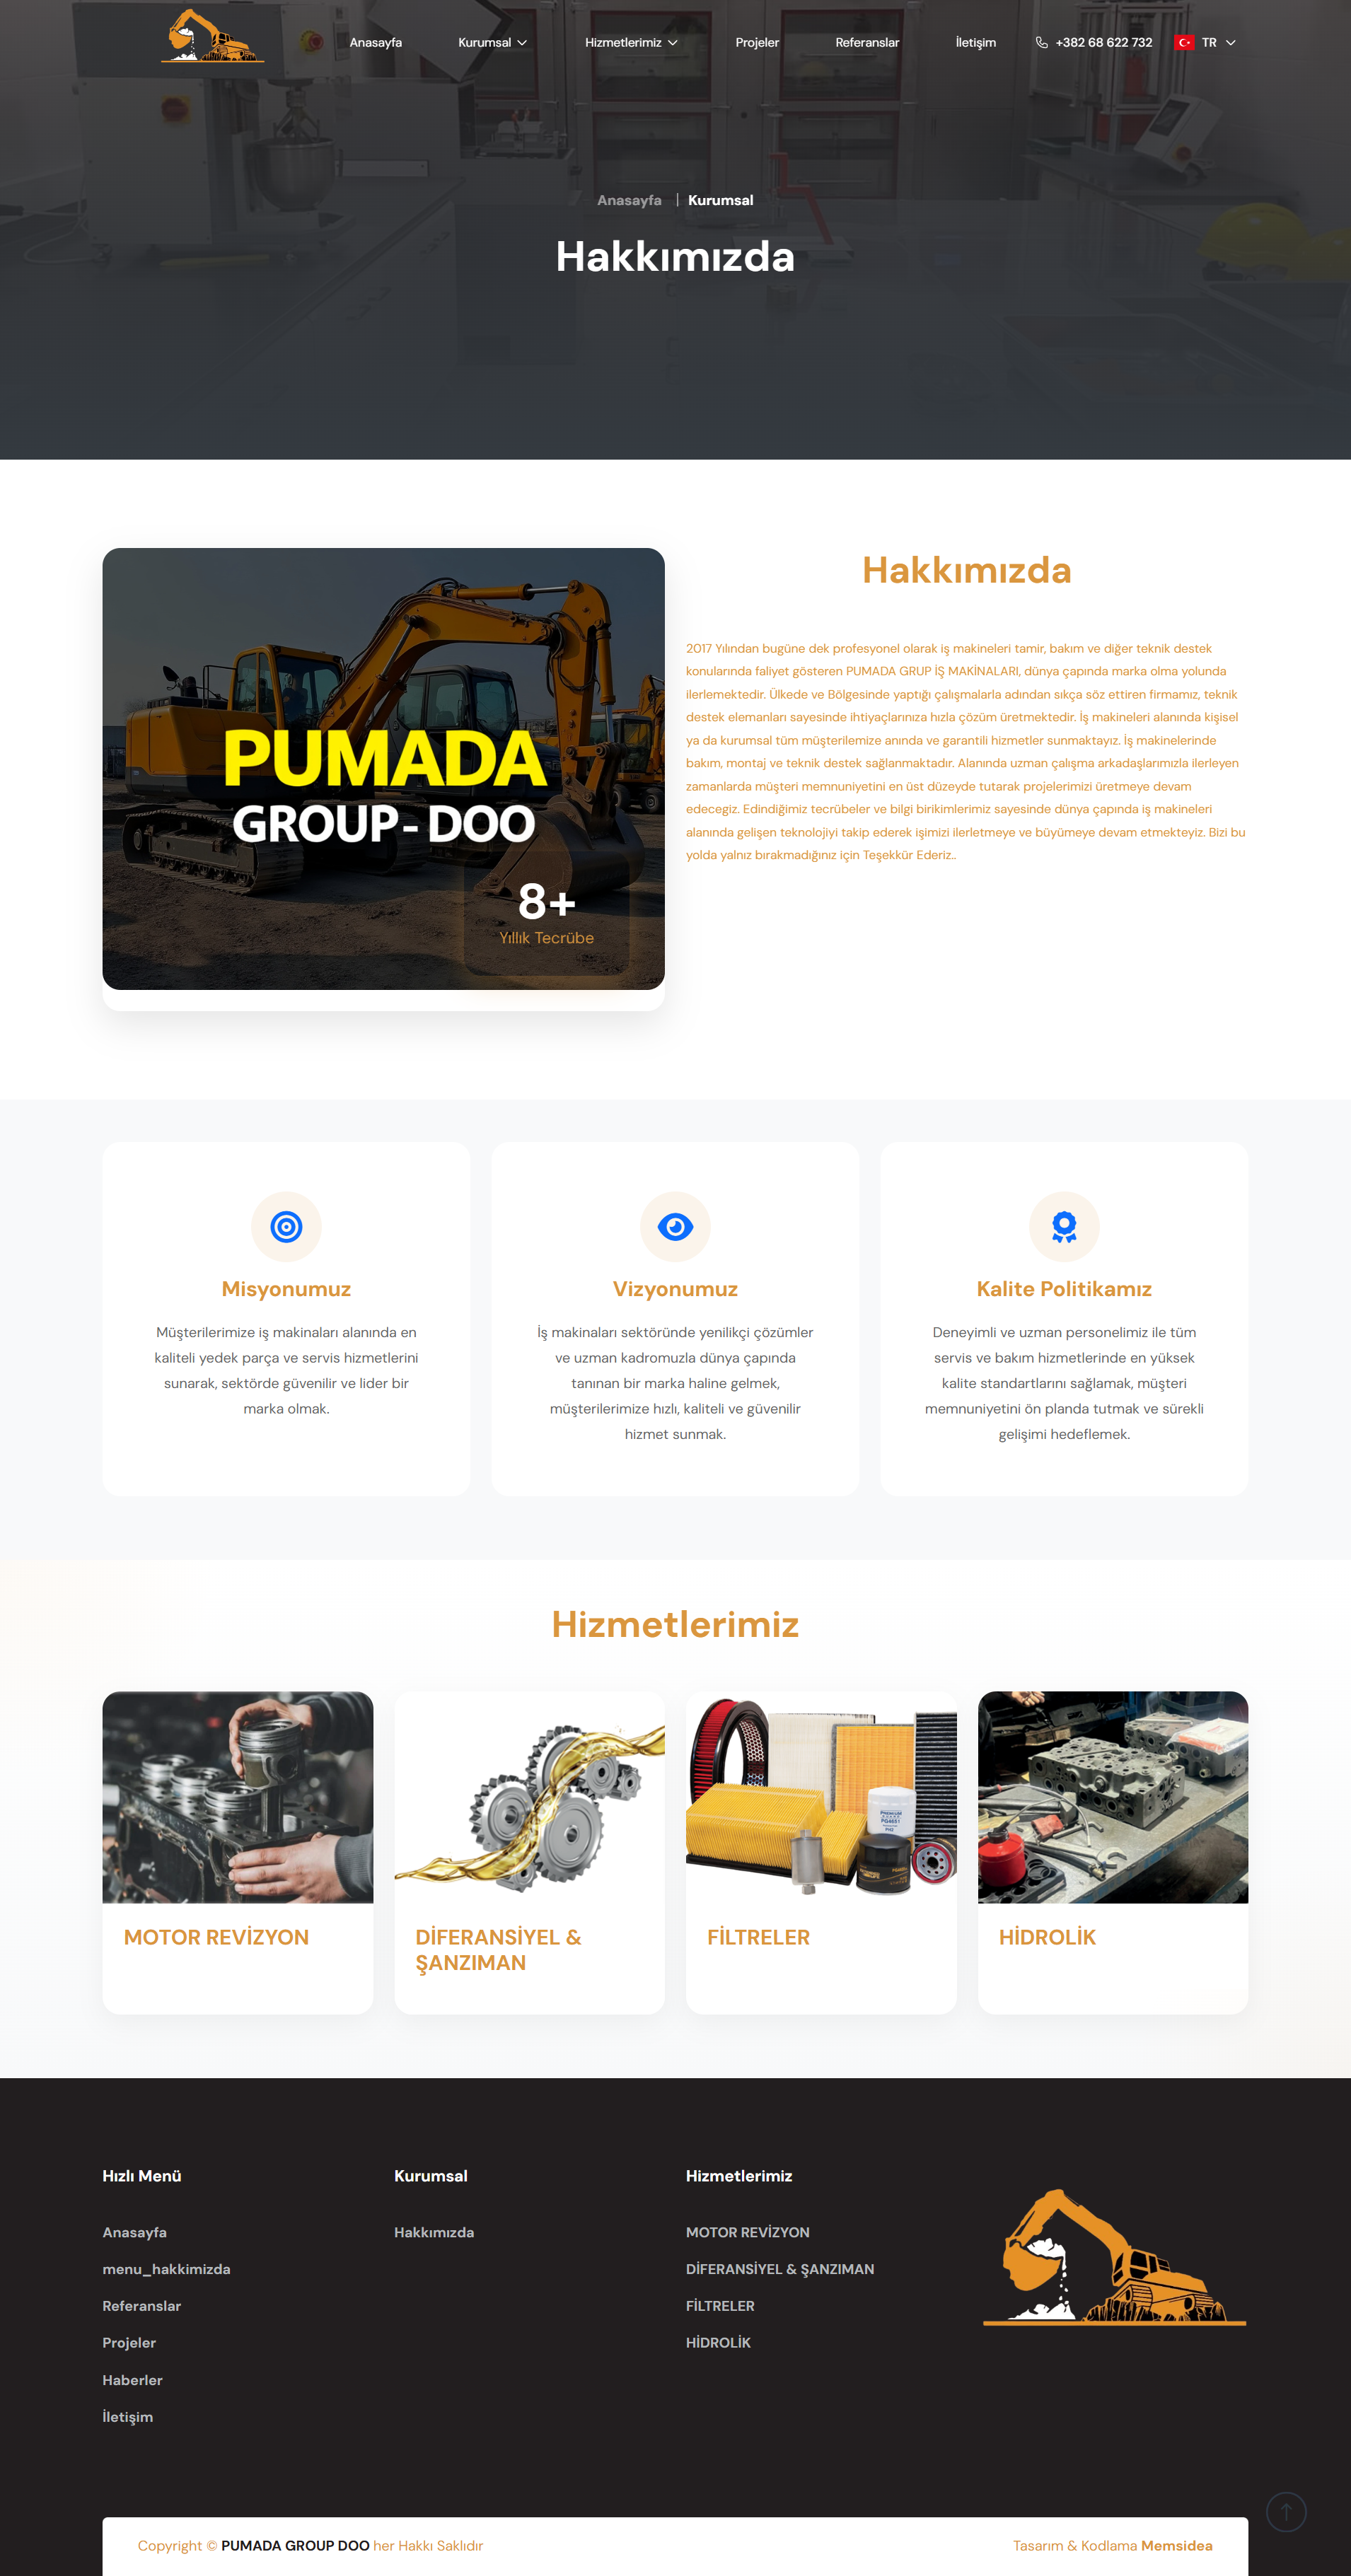 Anasayfa Kurumsal Hizmetlerimiz Projeler Referanslar İletişim +382 68 622 732 TR
Anasayfa | Kurumsal
Hakkımızda
PUMADA
GROUP - DOO
8+
Yıllık Tecrübe
Hakkımızda
2017 Yılından bugüne dek profesyonel olarak iş makineleri tamir, bakım ve diğer teknik destek
konularında faliyet gösteren PUMADA GRUP İŞ MAKİNALARI, dünya çapında marka olma yolunda
ilerlemektedir. Ülkede ve Bölgesinde yaptığı çalışmalarla adından sıkça söz ettiren firmamız, teknik
destek elemanları sayesinde ihtiyaçlarınıza hızla çözüm üretmektedir. İş makineleri alanında kişisel
ya da kurumsal tüm müşterilemize anında ve garantili hizmetler sunmaktayız. İş makinelerinde
bakım, montaj ve teknik destek sağlanmaktadır. Alanında uzman çalışma arkadaşlarımızla ilerleyen
zamanlarda müşteri memnuniyetini en üst düzeyde tutarak projelerimizi üretmeye devam
edecegiz. Edindiğimiz tecrübeler ve bilgi birikimlerimiz sayesinde dünya çapında iş makineleri
alanında gelişen teknolojiyi takip ederek işimizi ilerletmeye ve büyümeye devam etmekteyiz. Bizi bu
yolda yalnız bırakmadığınız için Teşekkür Ederiz..
Misyonumuz
Müşterilerimize iş makinaları alanında en
kaliteli yedek parça ve servis hizmetlerini
sunarak, sektörde güvenilir ve lider bir
marka olmak.
Vizyonumuz
İş makinaları sektöründe yenilikçi çözümler
ve uzman kadromuzla dünya çapında
tanınan bir marka haline gelmek,
müşterilerimize hızlı, kaliteli ve güvenilir
hizmet sunmak.
Kalite Politikamız
Deneyimli ve uzman personelimiz ile tüm
servis ve bakım hizmetlerinde en yüksek
kalite standartlarını sağlamak, müşteri
memnuniyetini ön planda tutmak ve sürekli
gelişimi hedeflemek.
Hizmetlerimiz
MOTOR REVİZYON
DİFERANSİYEL &
ŞANZIMAN
FİLTRELER
HİDROLİK
Hızlı Menü
Anasayfa
menu_hakkimizda
Referanslar
Projeler
Haberler
İletişim
Kurumsal
Hakkımızda
Hizmetlerimiz
MOTOR REVİZYON
DİFERANSİYEL & ŞANZIMAN
FİLTRELER
HİDROLİK
Copyright © PUMADA GROUP DOO her Hakkı Saklıdır
Tasarım & Kodlama Memsidea